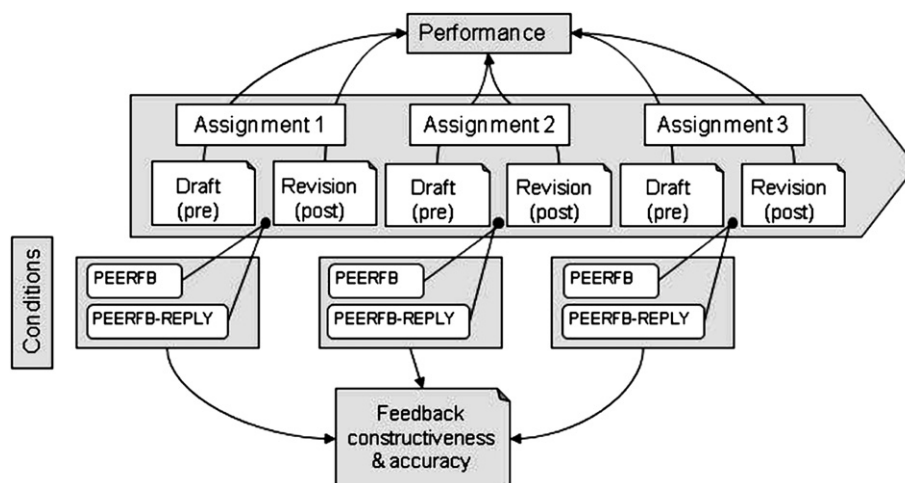 Performance
Assignment 1
Assignment 2
Assignment 3
Draft
(pre)
Revision
(post)
Draft
(pre)
Revision
(post)
Draft
(pre)
Revision
(post)
Conditions
PEERFB
PEERFB-REPLY
PEERFB
PEERFB-REPLY
PEERFB
PEERFB-REPLY
Feedback
constructiveness
& accuracy